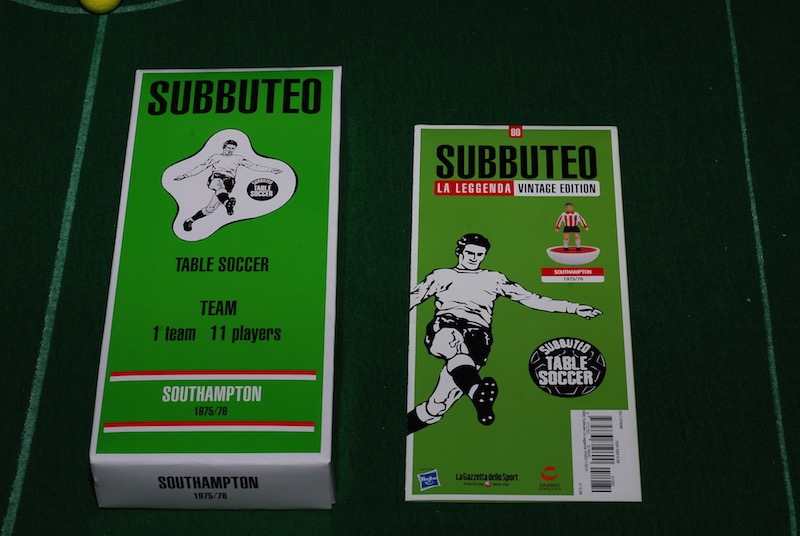 SUBBUTEO
SUBBUTEO
TABLE
SOCCER
TABLE SOCCER
TEAM
1 team 11 players
SOUTHAMPTON
1975/76
SOUTHAMPTON
1975/76
80
SUBBUTEO
LA LEGGENDA VINTAGE EDITION
SOUTHAMPTON
1975/76
SUBBUTEO
TABLE
SOCCER
Hasbro
La Gazzetta dello Sport